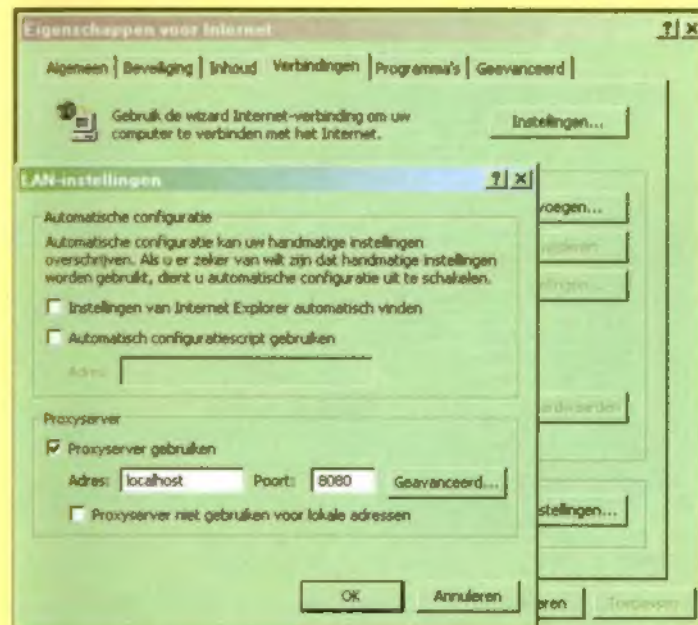 Eigenschappen voor Internet
Algemeen | Beveiliging | Inhoud | Verbindingen | Programma's | Geavanceerd
Gebruik de wizard Internet-verbinding om uw
computer te verbinden met het Internet.
Instellingen...
LAN-instellingen
voegen...
Automatische configuratie
Automatische configuratie kan uw handmatige instellingen
overschrijven. Als u er zeker van wilt zijn dat handmatige instellingen
worden gebruikt, dient u automatische configuratie uit te schakelen.
Instellingen van Internet Explorer automatisch vinden
Automatisch configuratiescript gebruiken
Adres:
Proxyserver
Proxyserver gebruiken
Adres: localhost Poort: 8080 Geavanceerd...
Proxyserver niet gebruiken voor lokale adressen
stellingen...
OK Annuleren
eren Toepassen